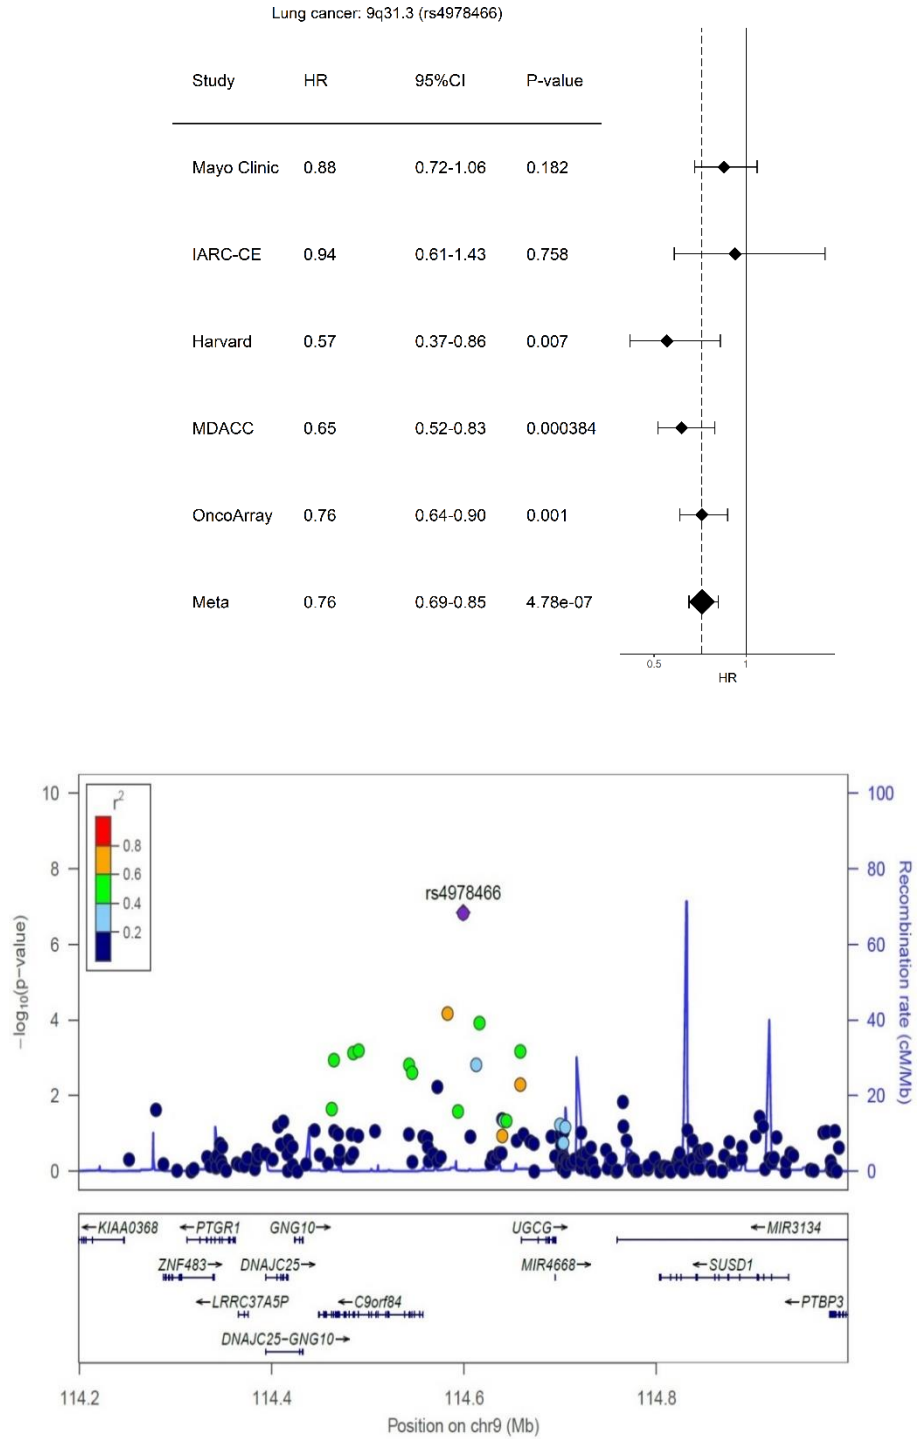 Lung cancer: 9q31.3 (rs4978466)
Study HR 95%CI P-value
Mayo Clinic 0.88 0.72-1.06 0.182
IARC-CE 0.94 0.61-1.43 0.758
Harvard 0.57 0.37-0.86 0.007
MDACC 0.65 0.52-0.83 0.000384
OncoArray 0.76 0.64-0.90 0.001
Meta 0.76 0.69-0.85 4.78e-07
0.5 1
HR
10 100
r²
0.8
8 80
0.6
rs4978466
0.4
0.2
6 60
4 40
2 20
0 0
−log₁₀(p−value)
Recombination rate (cM/Mb)
←KIAA0368 ←PTGR1 GNG10→ UGCG→ ←MIR3134
ZNF483→ DNAJC25→ MIR4668→ ←SUSD1
←LRRC37A5P ←C9orf84 ←PTBP3
DNAJC25−GNG10→
114.2 114.4 114.6 114.8
Position on chr9 (Mb)